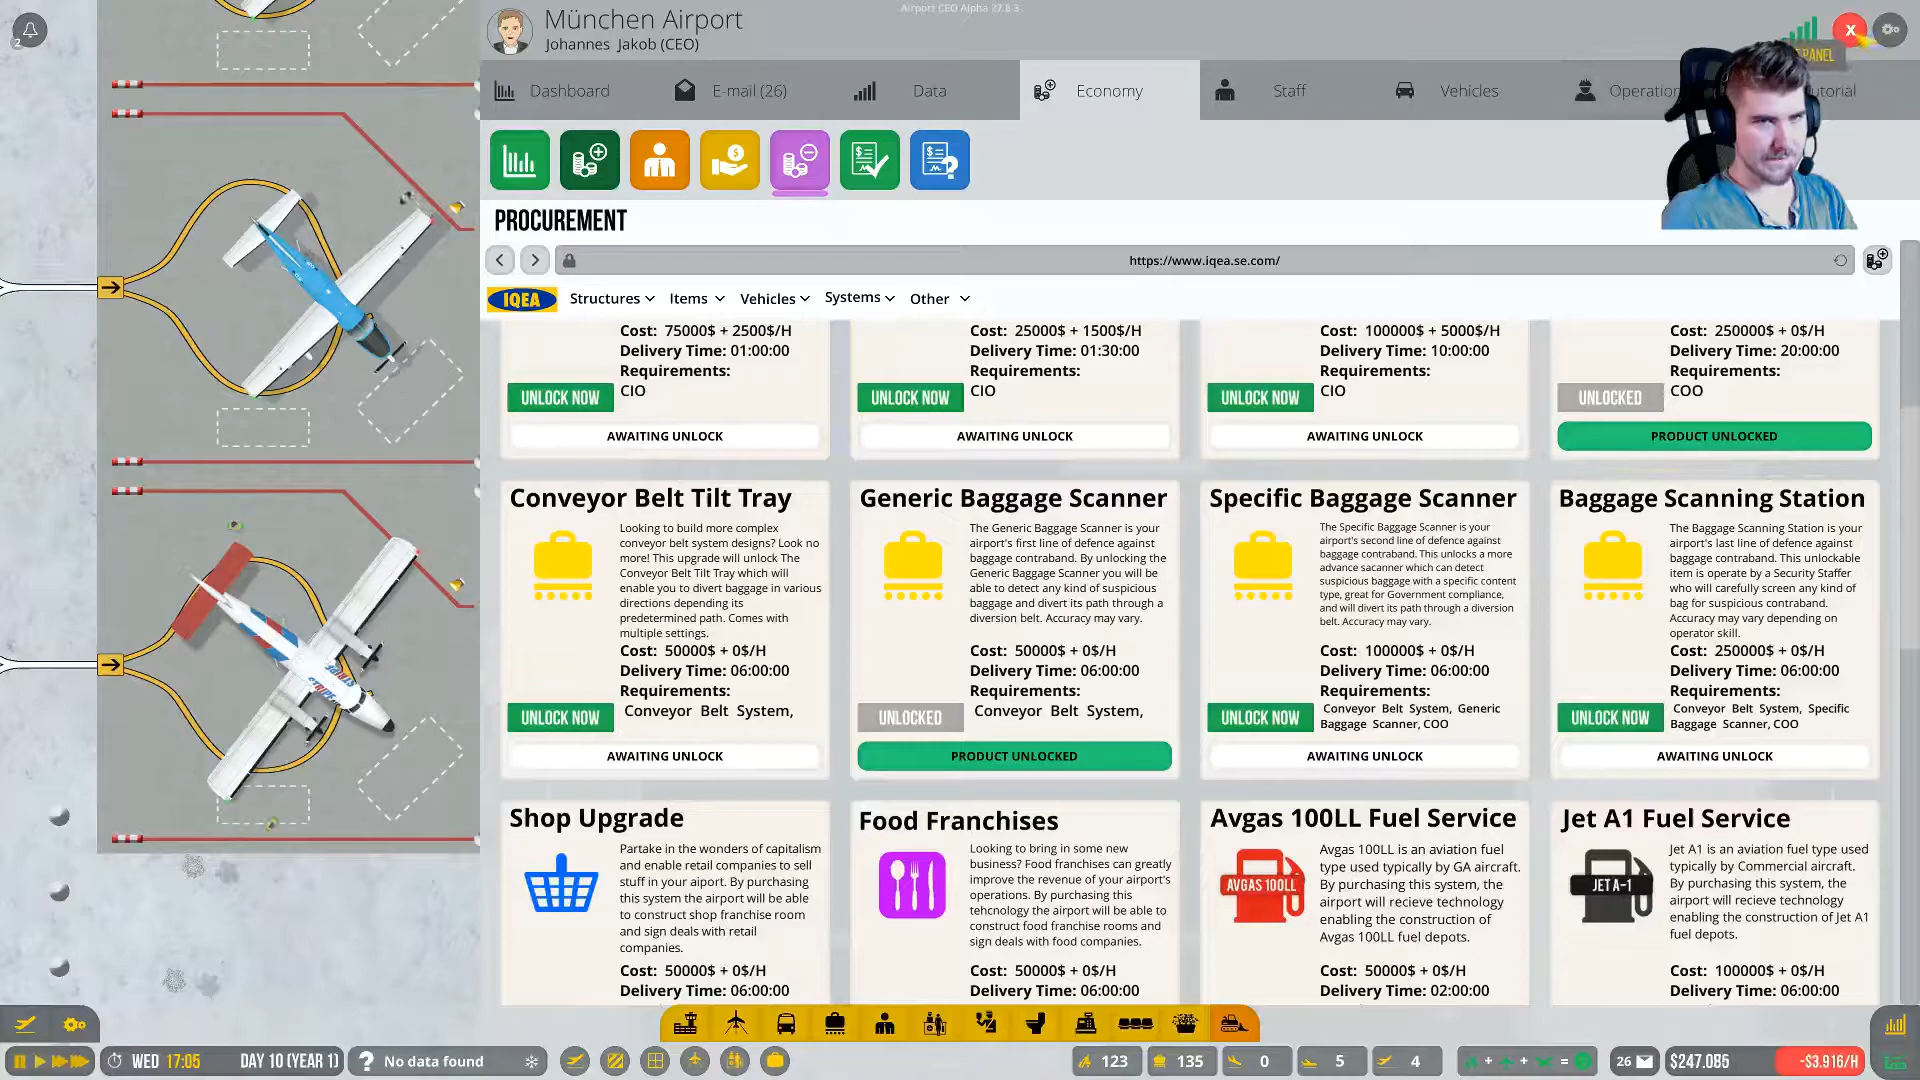 Airport CEO Alpha 27.8 3
München Airport
Johannes Jakob (CEO)
2
X
PANEL
Dashboard
E-mail (26)
Data
Economy
Staff
Vehicles
PROCUREMENT
https://www.iqea.se.com/
IQEA
Structures
Items
Vehicles
Systems
Other
Cost: 75000$ + 2500$/H
Delivery Time: 01:00:00
Requirements:
CIO
UNLOCK NOW
AWAITING UNLOCK
Cost: 25000$ + 1500$/H
Delivery Time: 01:30:00
Requirements:
CIO
UNLOCK NOW
AWAITING UNLOCK
Cost: 100000$ + 5000$/H
Delivery Time: 10:00:00
Requirements:
CIO
UNLOCK NOW
AWAITING UNLOCK
Cost: 250000$ + 0$/H
Delivery Time: 20:00:00
Requirements:
COO
UNLOCKED
PRODUCT UNLOCKED
Conveyor Belt Tilt Tray
Looking to build more complex
conveyor belt system designs? Look no
more! This upgrade will unlock The
Conveyor Belt Tilt Tray which will
enable you to divert baggage in various
directions depending its
predetermined path. Comes with
multiple settings.
Cost: 50000$ + 0$/H
Delivery Time: 06:00:00
Requirements:
Conveyor Belt System,
UNLOCK NOW
AWAITING UNLOCK
Generic Baggage Scanner
The Generic Baggage Scanner is your
airport's first line of defence against
baggage contraband. By unlocking the
Generic Baggage Scanner you will be
able to detect any kind of suspicious
baggage and divert its path through a
diversion belt. Accuracy may vary.
Cost: 50000$ + 0$/H
Delivery Time: 06:00:00
Requirements:
Conveyor Belt System,
UNLOCKED
PRODUCT UNLOCKED
Specific Baggage Scanner
The Specific Baggage Scanner is your
airport's second line of defence against
baggage contraband. This unlocks a more
advance sacanner which can detect
suspicious baggage with a specific content
type, great for Government compliance,
and will divert its path through a diversion
belt. Accuracy may vary.
Cost: 100000$ + 0$/H
Delivery Time: 06:00:00
Requirements:
Conveyor Belt System, Generic
Baggage Scanner, COO
UNLOCK NOW
AWAITING UNLOCK
Baggage Scanning Station
The Baggage Scanning Station is your
airport's last line of defence against
baggage contraband. This unlockable
item is operate by a Security Staffer
who will carefully screen any kind of
bag for suspicious contraband.
Accuracy may vary depending on
operator skill.
Cost: 250000$ + 0$/H
Delivery Time: 06:00:00
Requirements:
Conveyor Belt System, Specific
Baggage Scanner, COO
UNLOCK NOW
AWAITING UNLOCK
Shop Upgrade
Partake in the wonders of capitalism
and enable retail companies to sell
stuff in your aiport. By purchasing
this system the airport will be able
to construct shop franchise room
and sign deals with retail
companies.
Cost: 50000$ + 0$/H
Delivery Time: 06:00:00
Food Franchises
Looking to bring in some new
business? Food franchises can greatly
improve the revenue of your airport's
operations. By purchasing this
tehcnology the airport will be able to
construct food franchise rooms and
sign deals with food companies.
Cost: 50000$ + 0$/H
Delivery Time: 06:00:00
Avgas 100LL Fuel Service
AVGAS 100LL
Avgas 100LL is an aviation fuel
type used typically by GA aircraft.
By purchasing this system, the
airport will recieve technology
enabling the construction of
Avgas 100LL fuel depots.
Cost: 50000$ + 0$/H
Delivery Time: 02:00:00
Jet A1 Fuel Service
JET A-1
Jet A1 is an aviation fuel type used
typically by Commercial aircraft.
By purchasing this system, the
airport will recieve technology
enabling the construction of Jet A1
fuel depots.
Cost: 100000$ + 0$/H
Delivery Time: 06:00:00
WED 17:05
DAY 10 (YEAR 1)
? No data found
123
135
0
5
4
+ + =
26
$247.085
-$3.916/H